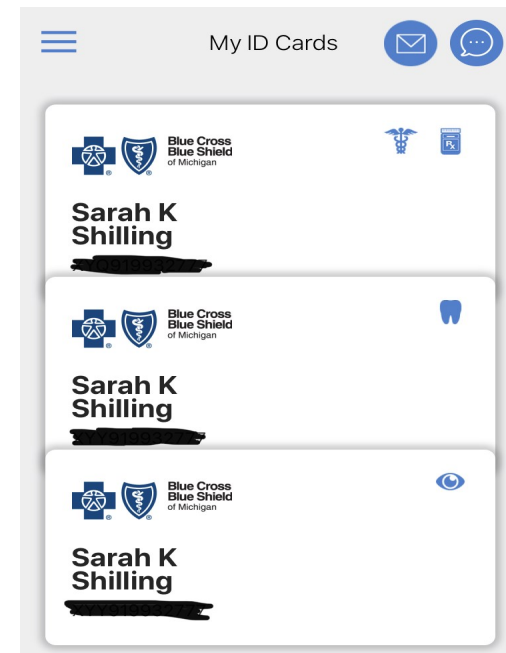 My ID Cards
Blue Cross
Blue Shield
of Michigan
Sarah K
Shilling
Blue Cross
Blue Shield
of Michigan
Sarah K
Shilling
Blue Cross
Blue Shield
of Michigan
Sarah K
Shilling